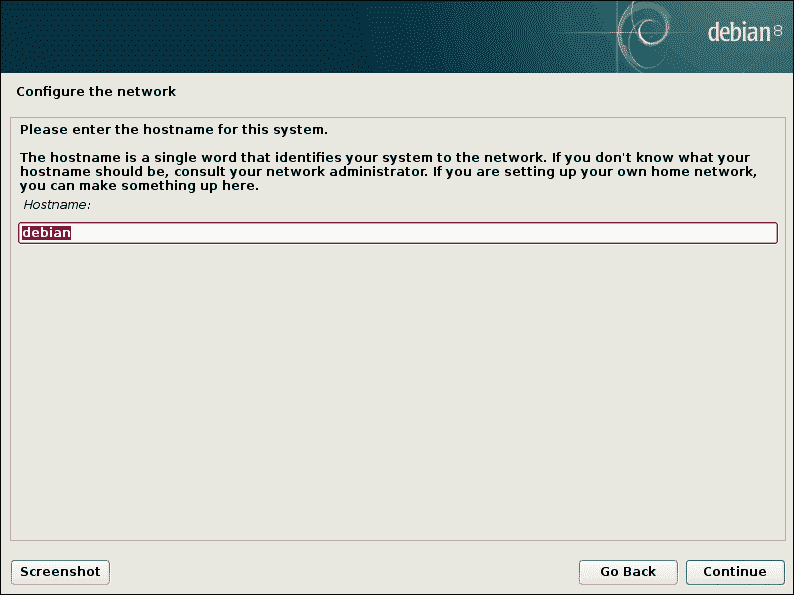 debian 8
Configure the network
Please enter the hostname for this system.
The hostname is a single word that identifies your system to the network. If you don't know what your
hostname should be, consult your network administrator. If you are setting up your own home network,
you can make something up here.
Hostname:
debian
Screenshot
Go Back
Continue